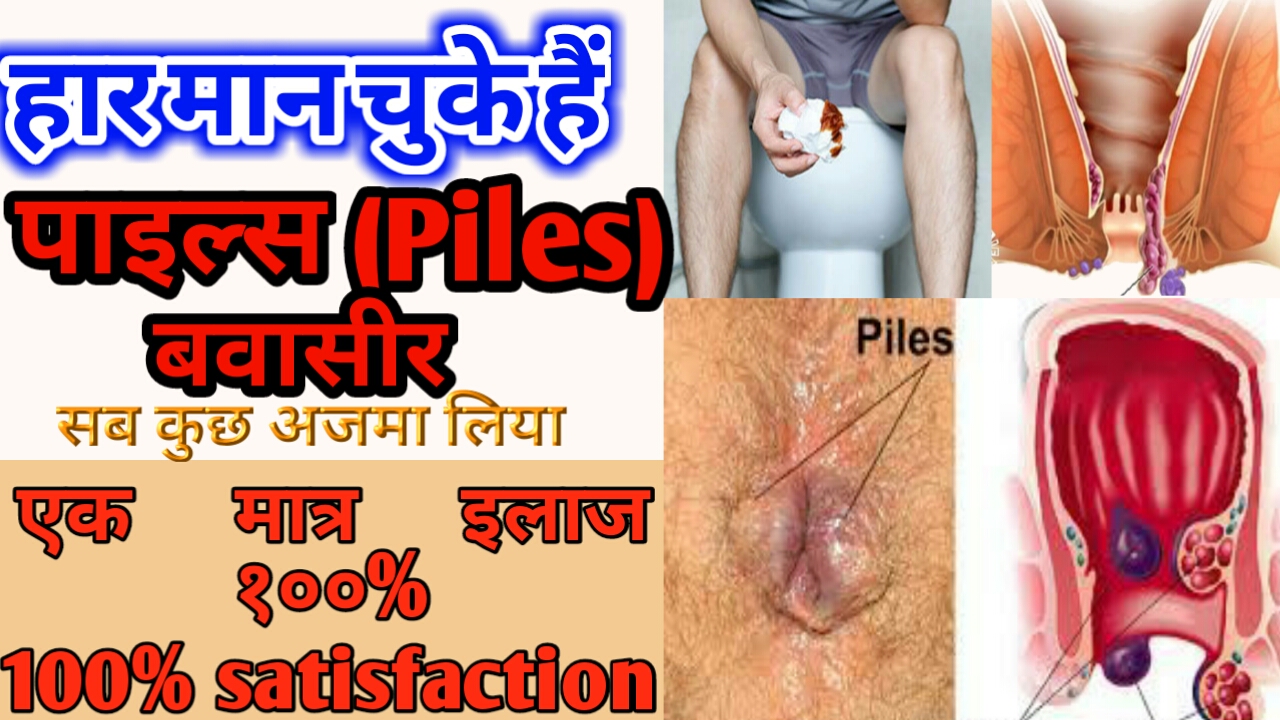 हार मान चुके हैं
पाइल्स (Piles)
बवासीर
सब कुछ अजमा लिया
एक मात्र इलाज
१००%
100% satisfaction
Piles